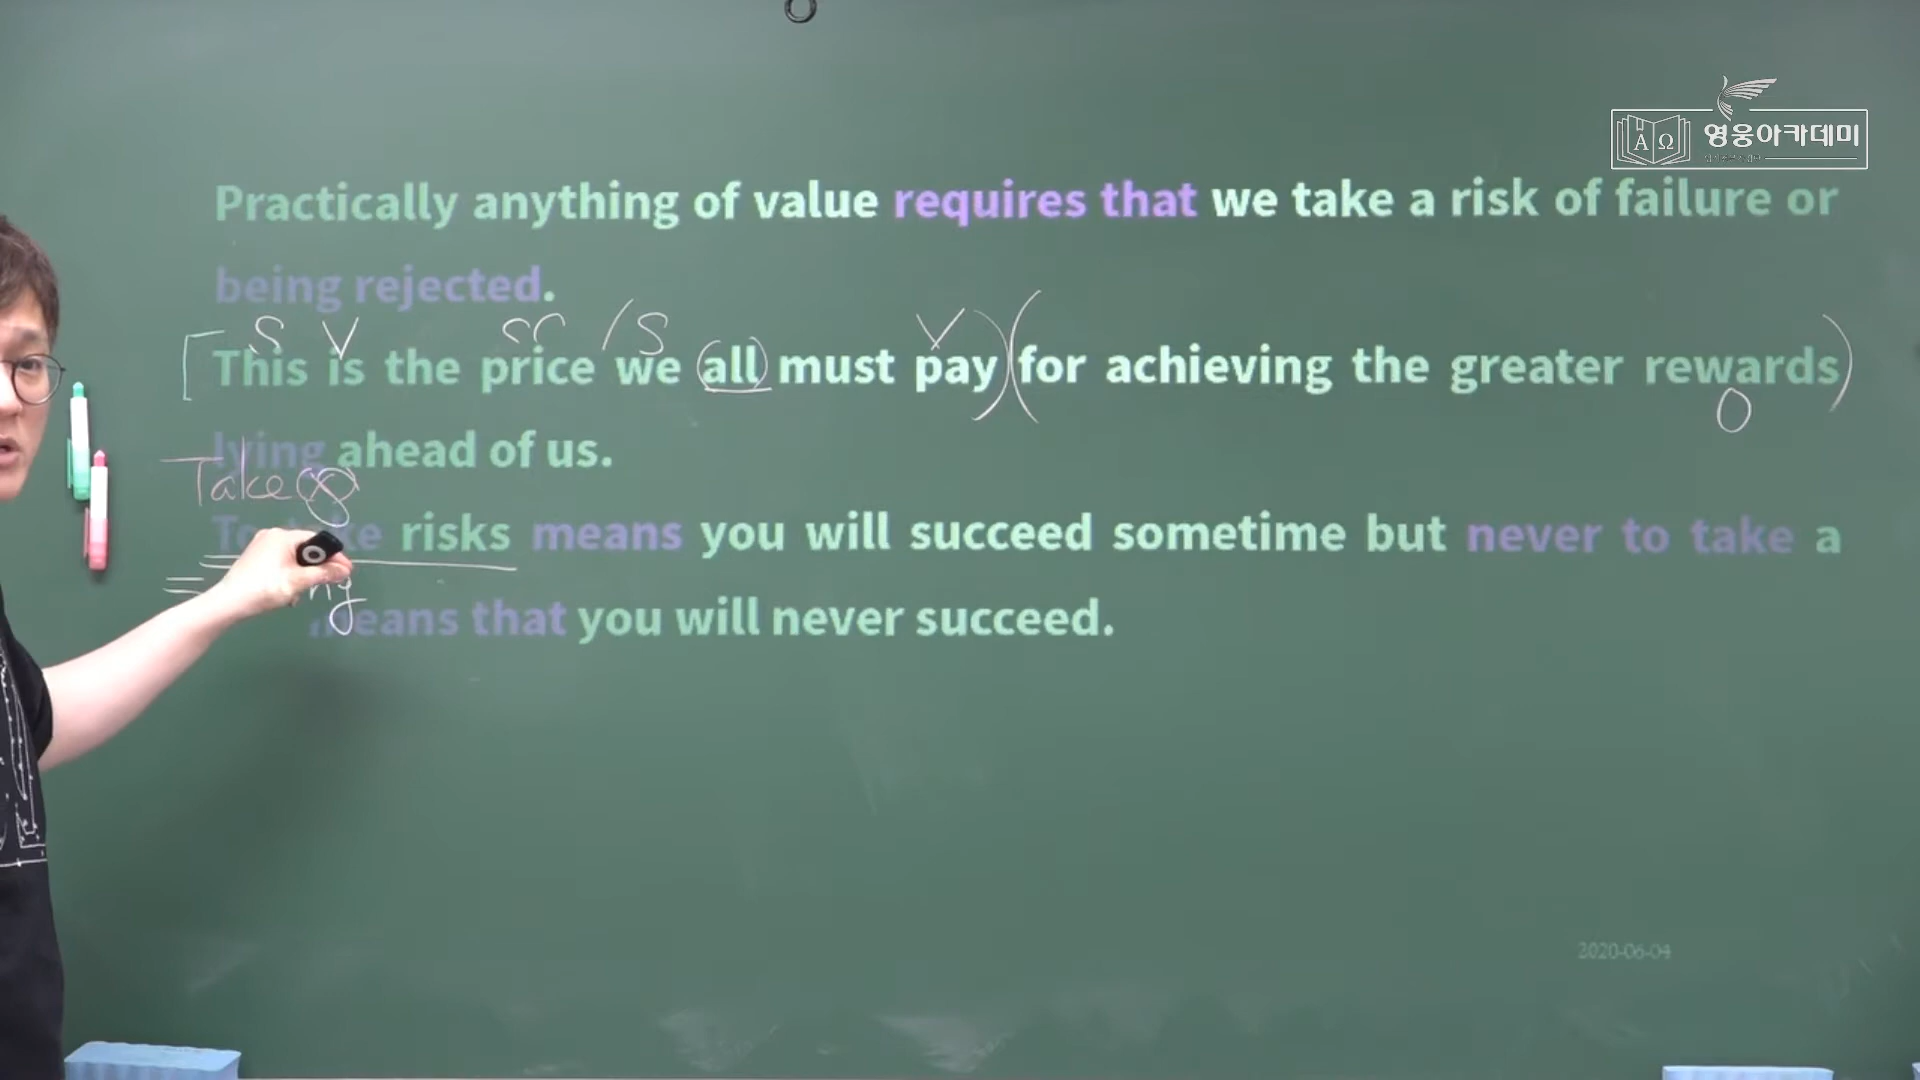 영웅아카데미
Practically anything of value requires that we take a risk of failure or
being rejected.
S V SC / S V
This is the price we all must pay for achieving the greater rewards
O
lying ahead of us.
Take
risks means you will succeed sometime but never to take a
ng
means that you will never succeed.
2020-06-04